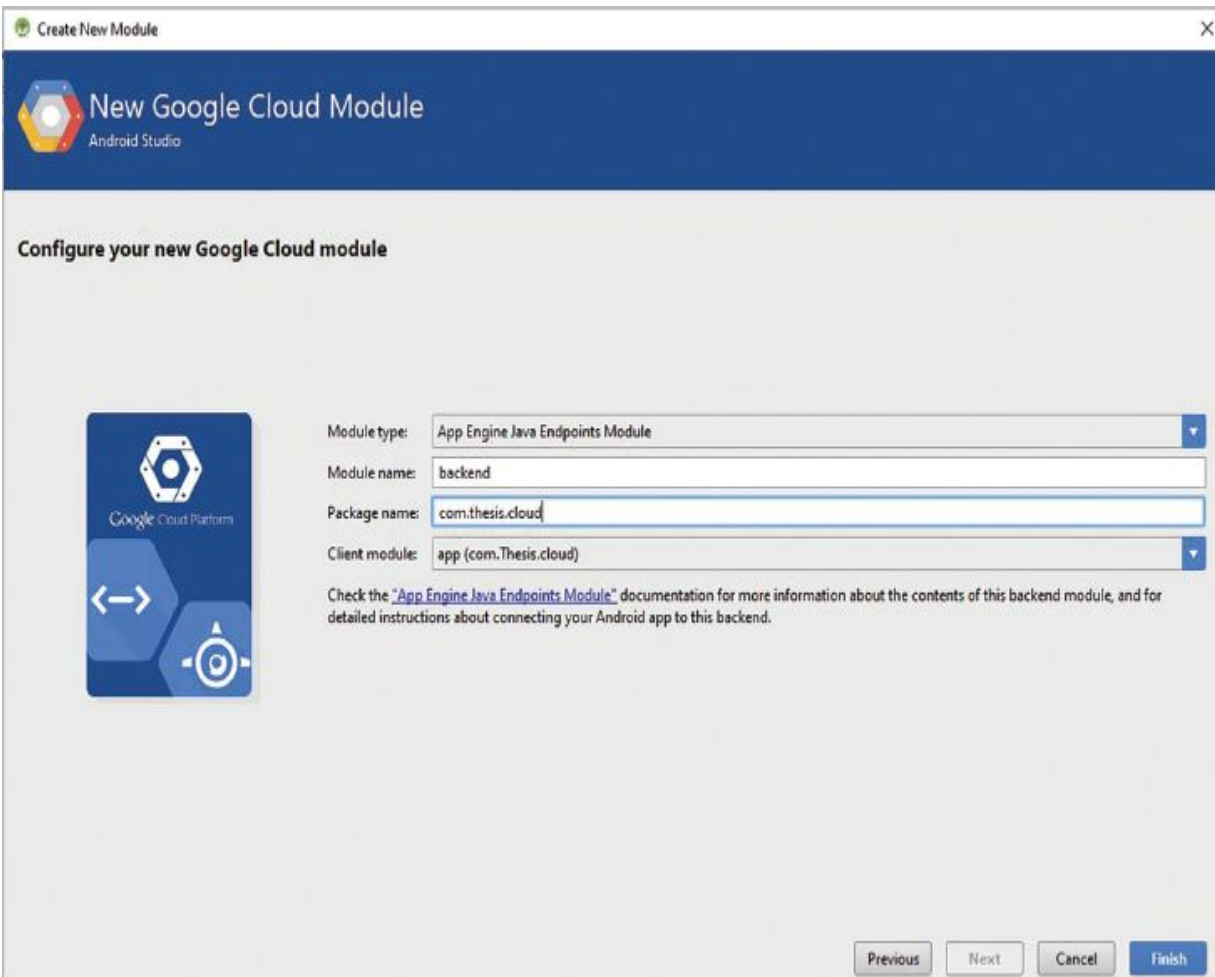 Create New Module
New Google Cloud Module
Android Studio
Configure your new Google Cloud module
Google Cloud Platform
Module type: App Engine Java Endpoints Module
Module name: backend
Package name: com.thesis.cloud
Client module: app (com.Thesis.cloud)
Check the "App Engine Java Endpoints Module" documentation for more information about the contents of this backend module, and for
detailed instructions about connecting your Android app to this backend.
Previous Next Cancel Finish